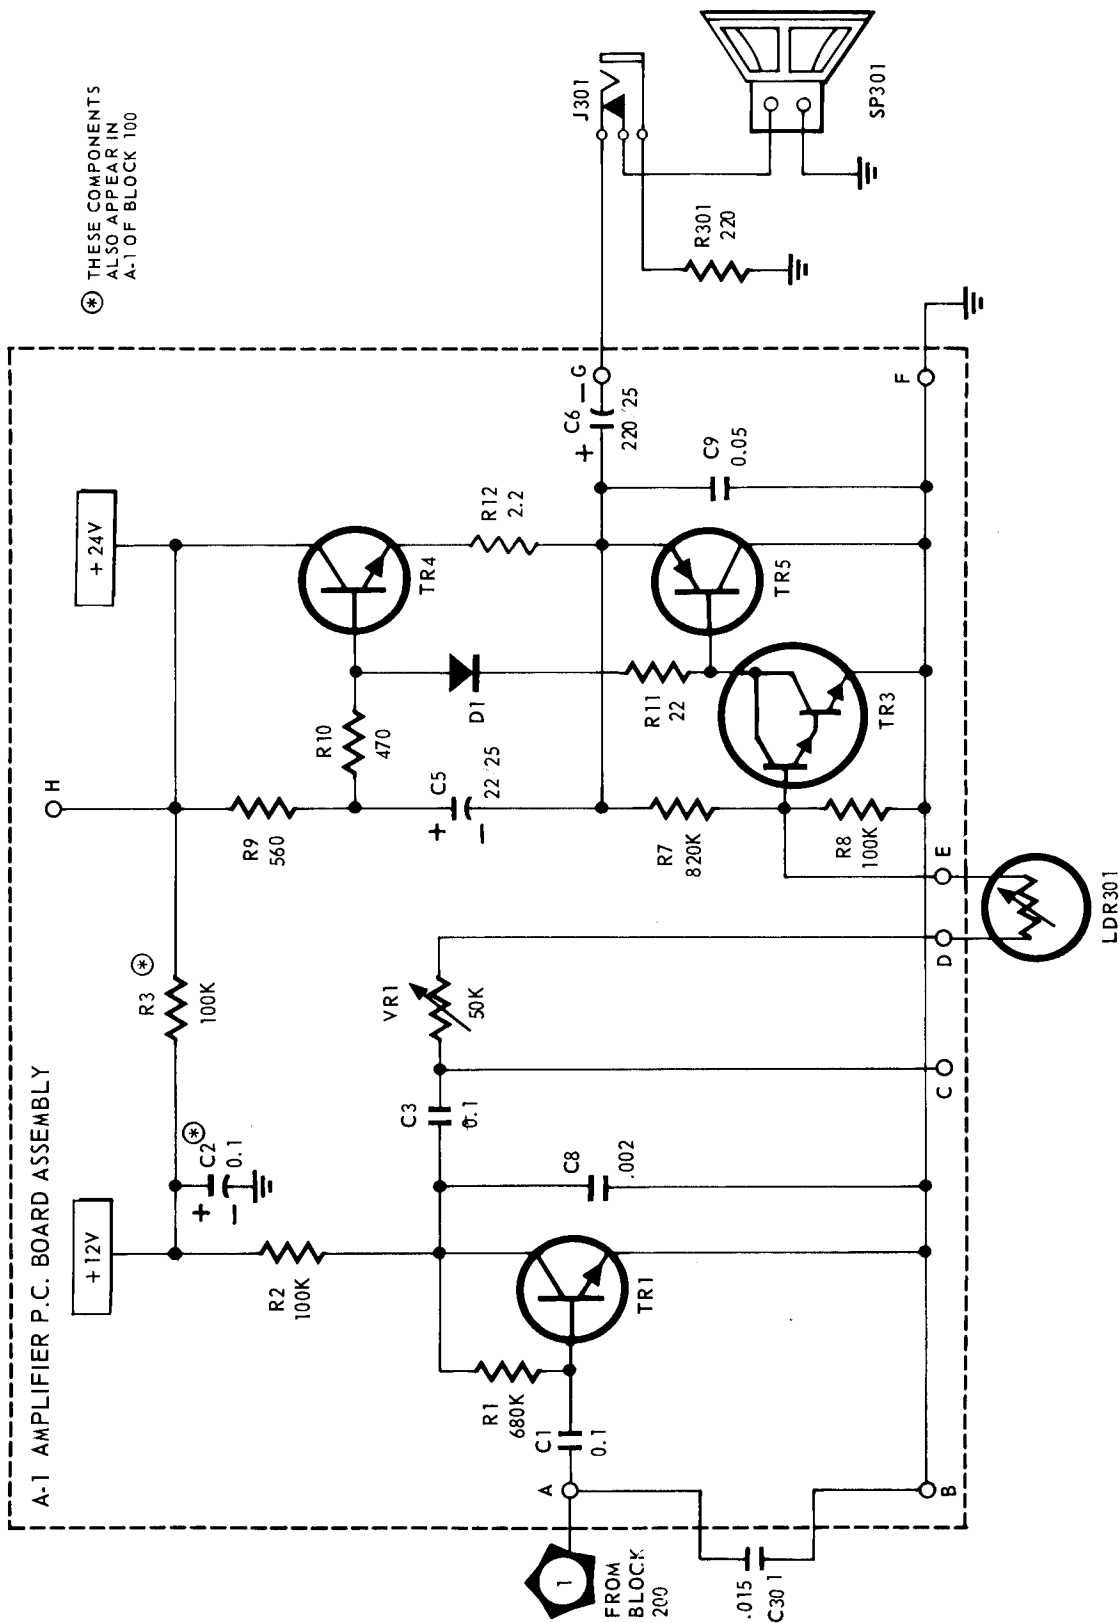 A-1 AMPLIFIER P.C. BOARD ASSEMBLY
* THESE COMPONENTS
ALSO APPEAR IN
A-1 OF BLOCK 100
+12V
H
+24V
C2 *
0.1
+
−
R3 *
100K
R2
100K
R9
560
R10
470
TR4
R12
2.2
C5
22/25
+
−
D1
VR1
50K
C3
0.1
C8
.002
R1
680K
C1
0.1
A
1
FROM
BLOCK
200
.015
C301
B
TR1
R7
820K
R8
100K
R11
22
TR3
TR5
C6
220/25
+
−
G
C9
0.05
F
C
D
E
LDR301
J301
R301
220
SP301